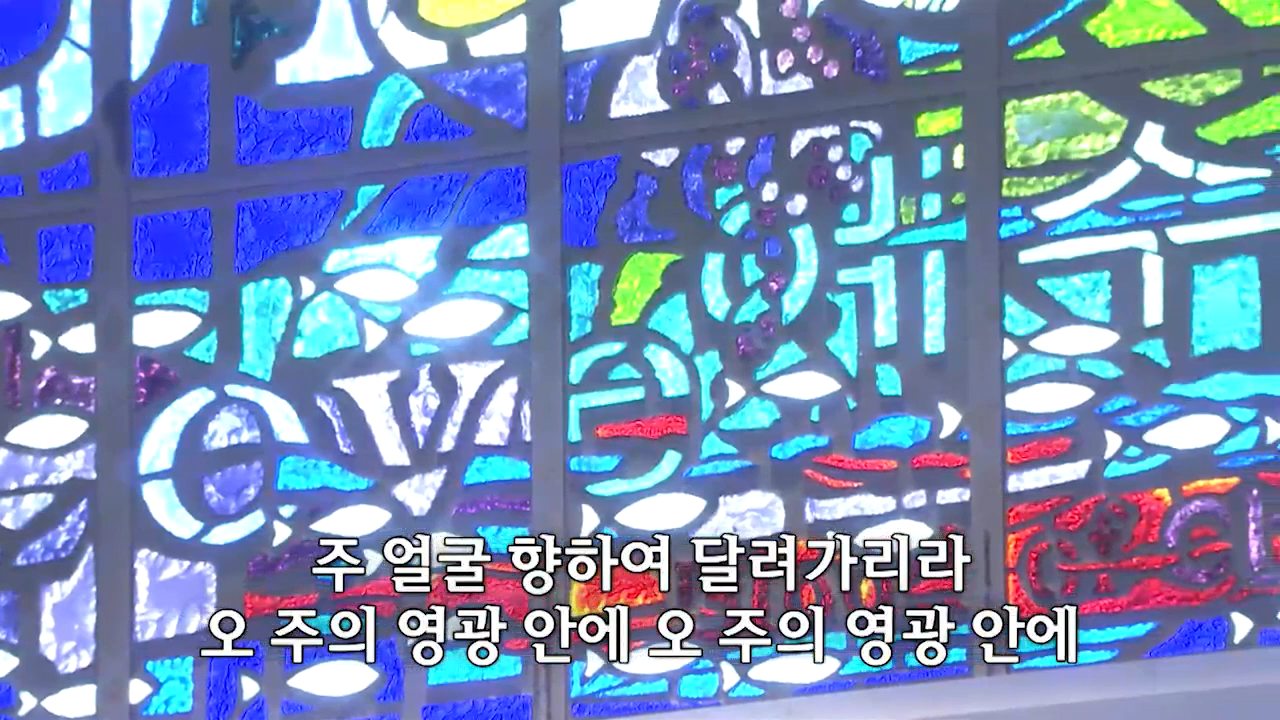 주 얼굴 향하여 달려가리라
오 주의 영광 안에 오 주의 영광 안에